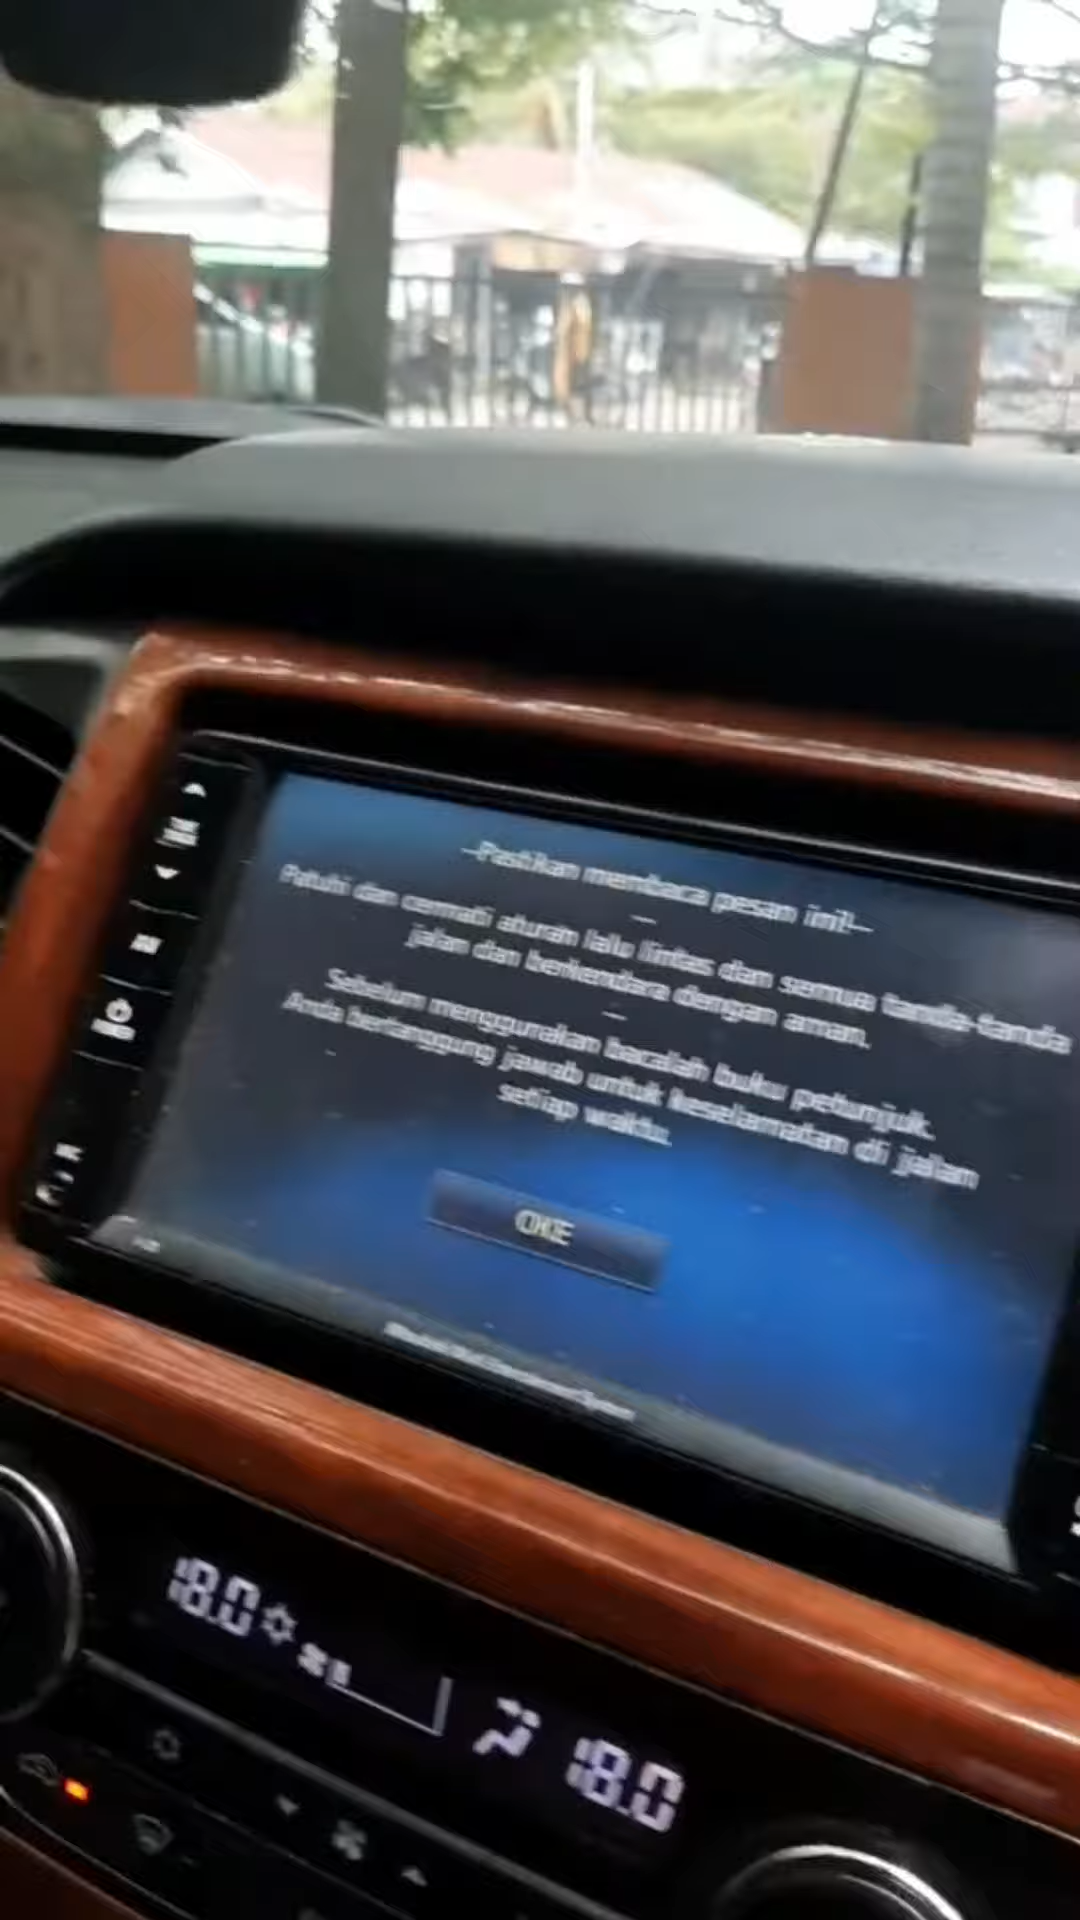 --Pastikan membaca pesan ini!--
Patuhi dan cermati aturan lalu lintas dan semua tanda-tanda
jalan dan berkendara dengan aman.
Sebelum menggunakan bacalah buku petunjuk.
Anda bertanggung jawab untuk keselamatan di jalan
setiap waktu.
OKE
18.0
18.0